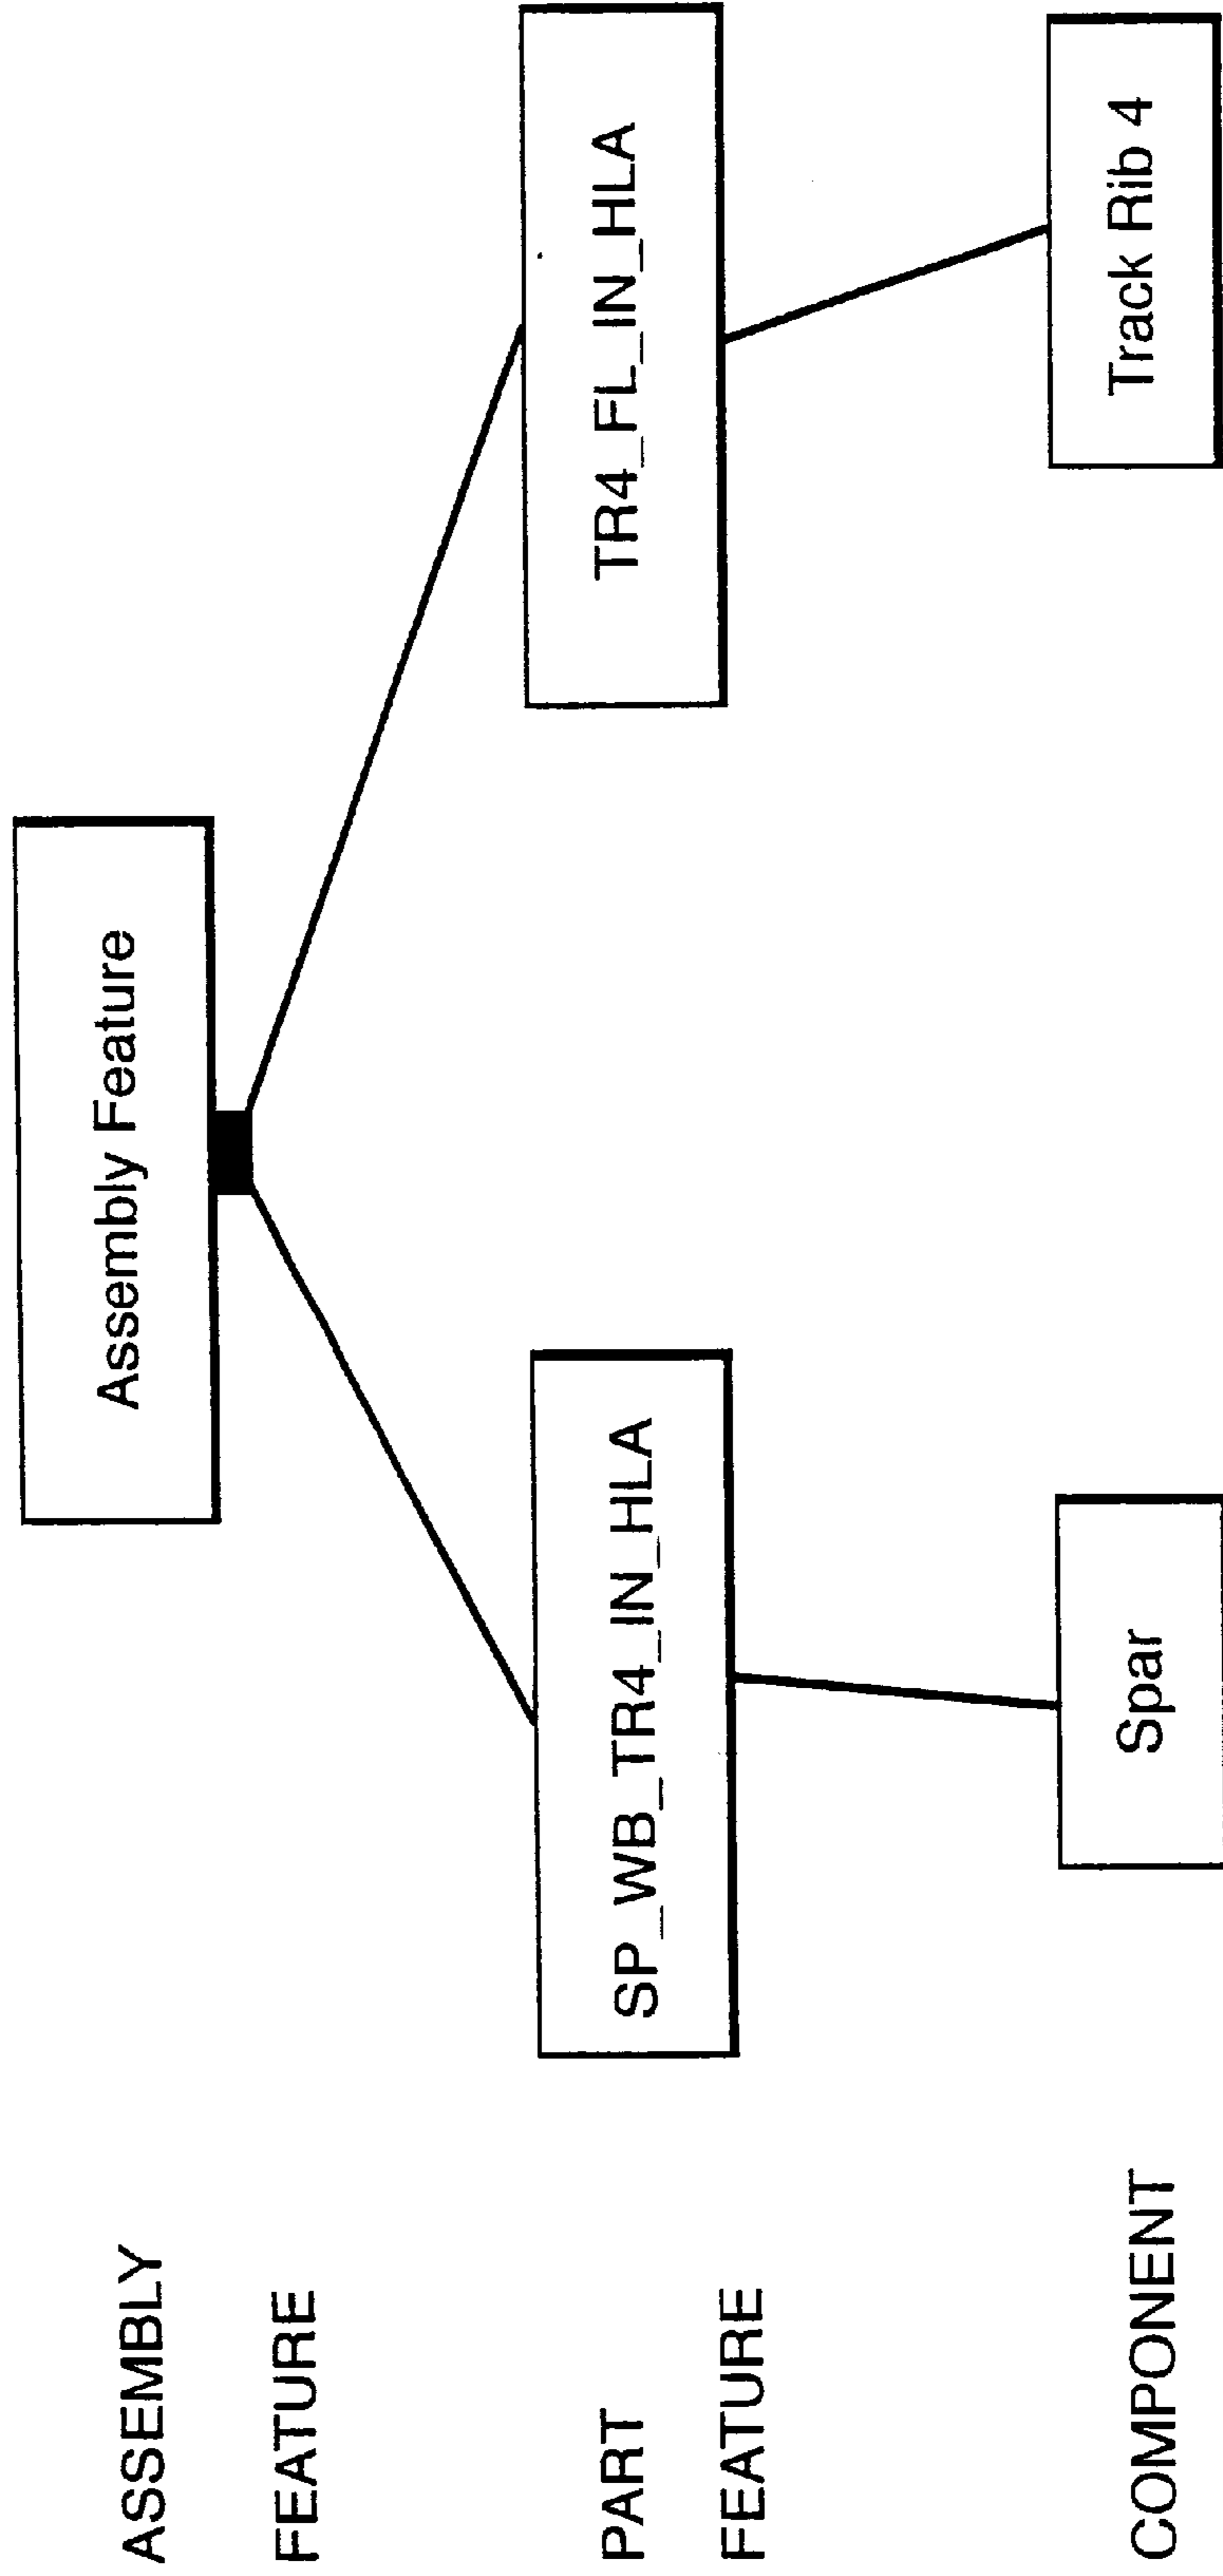 ASSEMBLY
FEATURE
Assembly Feature
PART
FEATURE
SP_WB_TR4_IN_HLA
TR4_FL_IN_HLA
COMPONENT
Spar
Track Rib 4